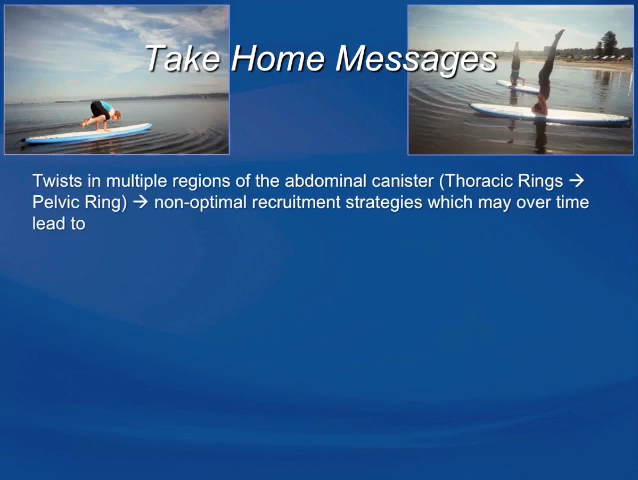 Take Home Messages
Twists in multiple regions of the abdominal canister (Thoracic Rings →
Pelvic Ring) → non-optimal recruitment strategies which may over time
lead to